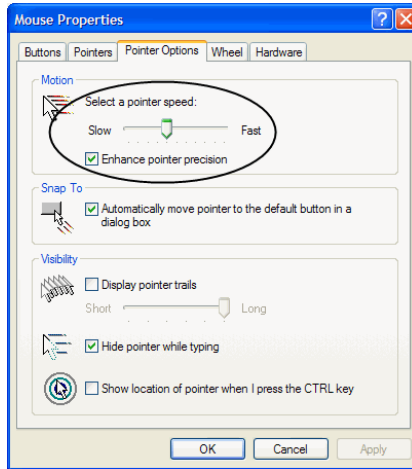 Mouse Properties
Buttons Pointers Pointer Options Wheel Hardware
Motion
Select a pointer speed:
Slow Fast
Enhance pointer precision
Snap To
Automatically move pointer to the default button in a
dialog box
Visibility
Display pointer trails
Short Long
Hide pointer while typing
Show location of pointer when I press the CTRL key
OK Cancel Apply